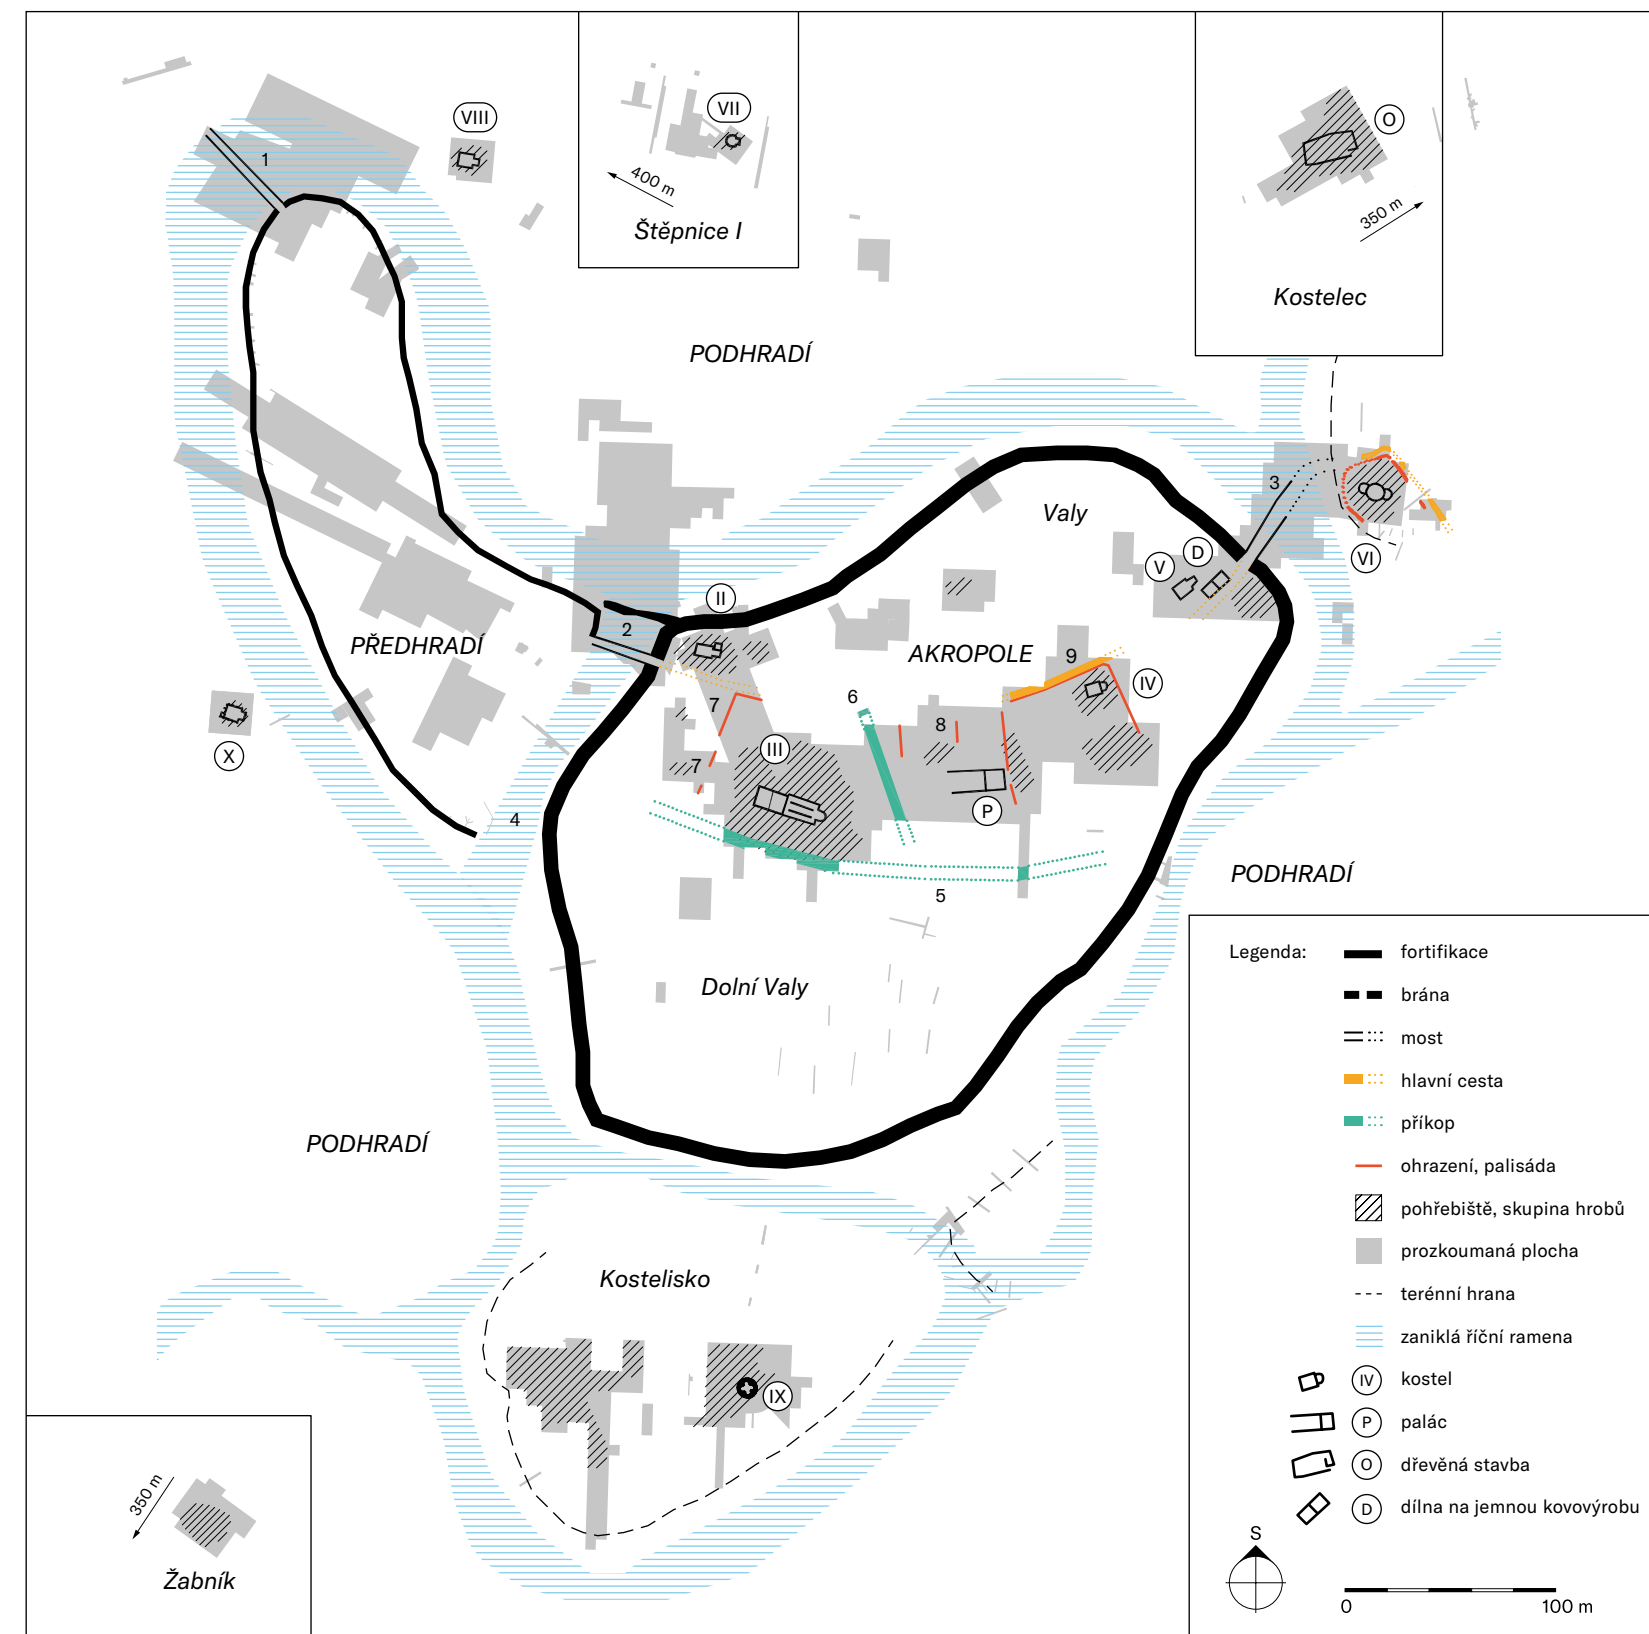 VIII
1
VII
400 m
Štěpnice I
O
350 m
Kostelec
PODHRADÍ
3
VI
Valy
V
D
II
2
PŘEDHRADÍ
AKROPOLE
9
IV
X
7
6
8
III
7
P
4
5
PODHRADÍ
Dolní Valy
PODHRADÍ
Kostelisko
IX
350 m
Žabník
Legenda:
fortifikace
brána
most
hlavní cesta
příkop
ohrazení, palisáda
pohřebiště, skupina hrobů
prozkoumaná plocha
terénní hrana
zaniklá říční ramena
IV kostel
P palác
O dřevěná stavba
D dílna na jemnou kovovýrobu
S
0 100 m